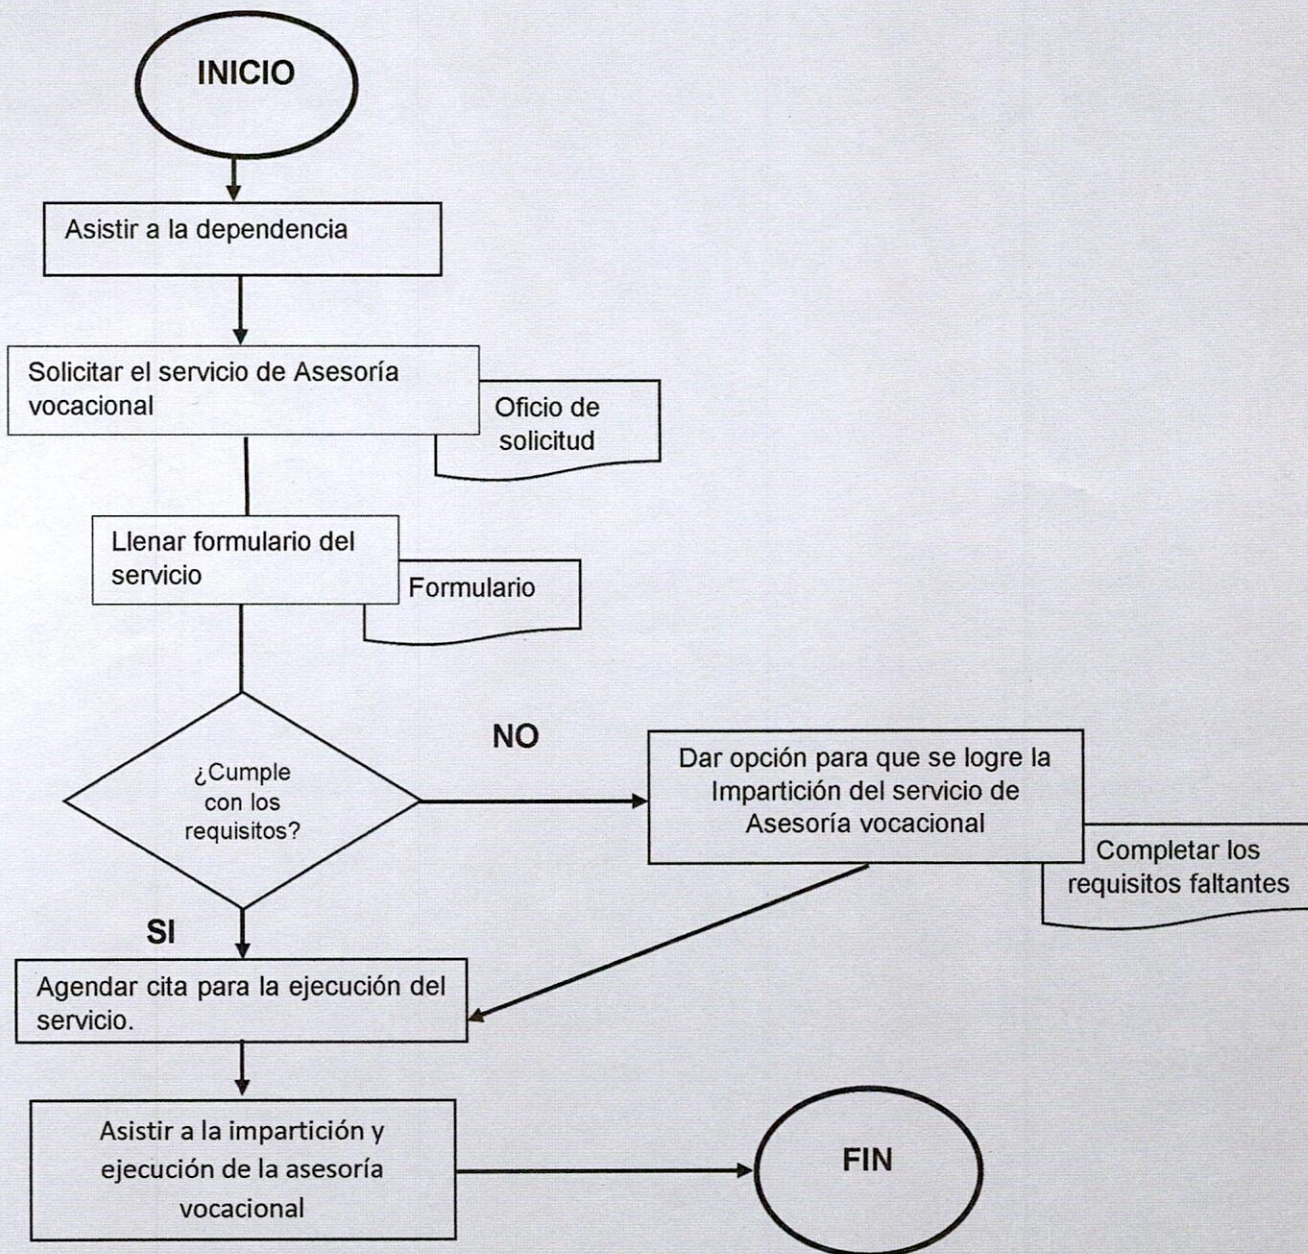 INICIO
Asistir a la dependencia
Solicitar el servicio de Asesoría
vocacional
Oficio de
solicitud
Llenar formulario del
servicio
Formulario
¿Cumple
con los
requisitos?
NO
Dar opción para que se logre la
Impartición del servicio de
Asesoría vocacional
Completar los
requisitos faltantes
SI
Agendar cita para la ejecución del
servicio.
Asistir a la impartición y
ejecución de la asesoría
vocacional
FIN